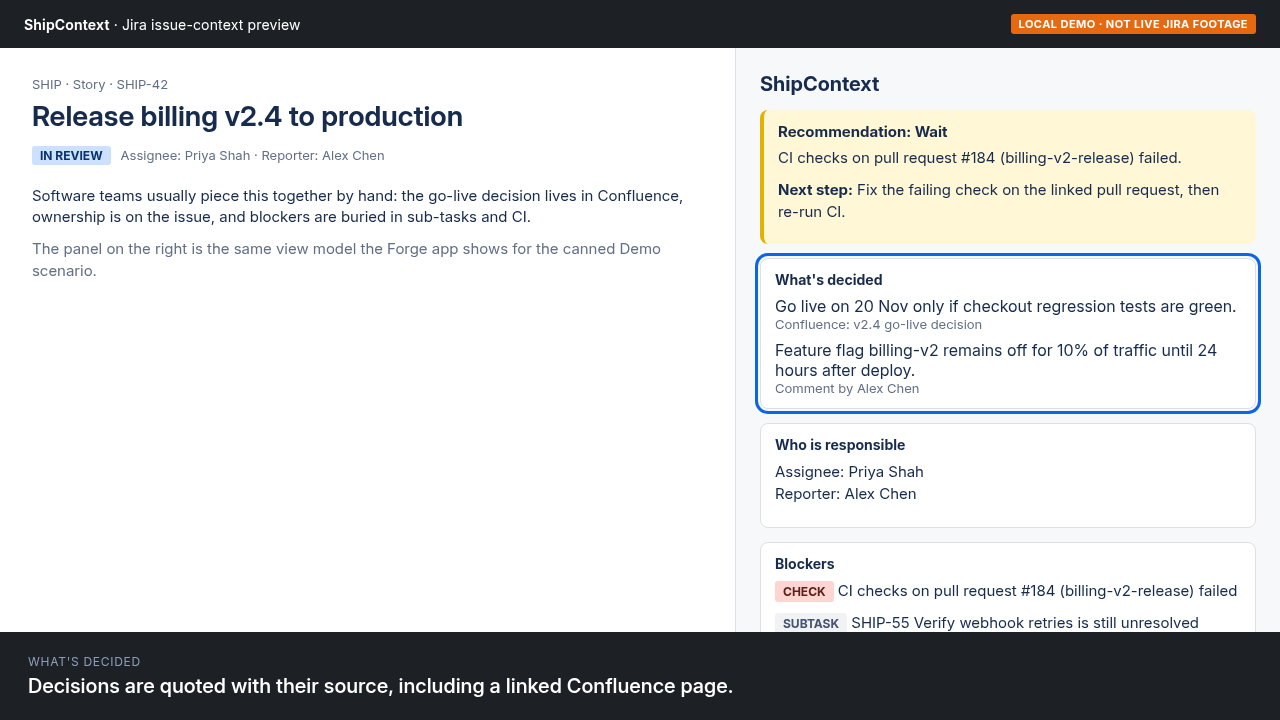 ShipContext · Jira issue-context preview
LOCAL DEMO · NOT LIVE JIRA FOOTAGE
SHIP · Story · SHIP-42
Release billing v2.4 to production
IN REVIEW Assignee: Priya Shah · Reporter: Alex Chen
Software teams usually piece this together by hand: the go-live decision lives in Confluence,
ownership is on the issue, and blockers are buried in sub-tasks and CI.
The panel on the right is the same view model the Forge app shows for the canned Demo
scenario.
ShipContext
Recommendation: Wait
CI checks on pull request #184 (billing-v2-release) failed.
Next step: Fix the failing check on the linked pull request, then
re-run CI.
What's decided
Go live on 20 Nov only if checkout regression tests are green.
Confluence: v2.4 go-live decision
Feature flag billing-v2 remains off for 10% of traffic until 24
hours after deploy.
Comment by Alex Chen
Who is responsible
Assignee: Priya Shah
Reporter: Alex Chen
Blockers
CHECK CI checks on pull request #184 (billing-v2-release) failed
SUBTASK SHIP-55 Verify webhook retries is still unresolved
WHAT'S DECIDED
Decisions are quoted with their source, including a linked Confluence page.